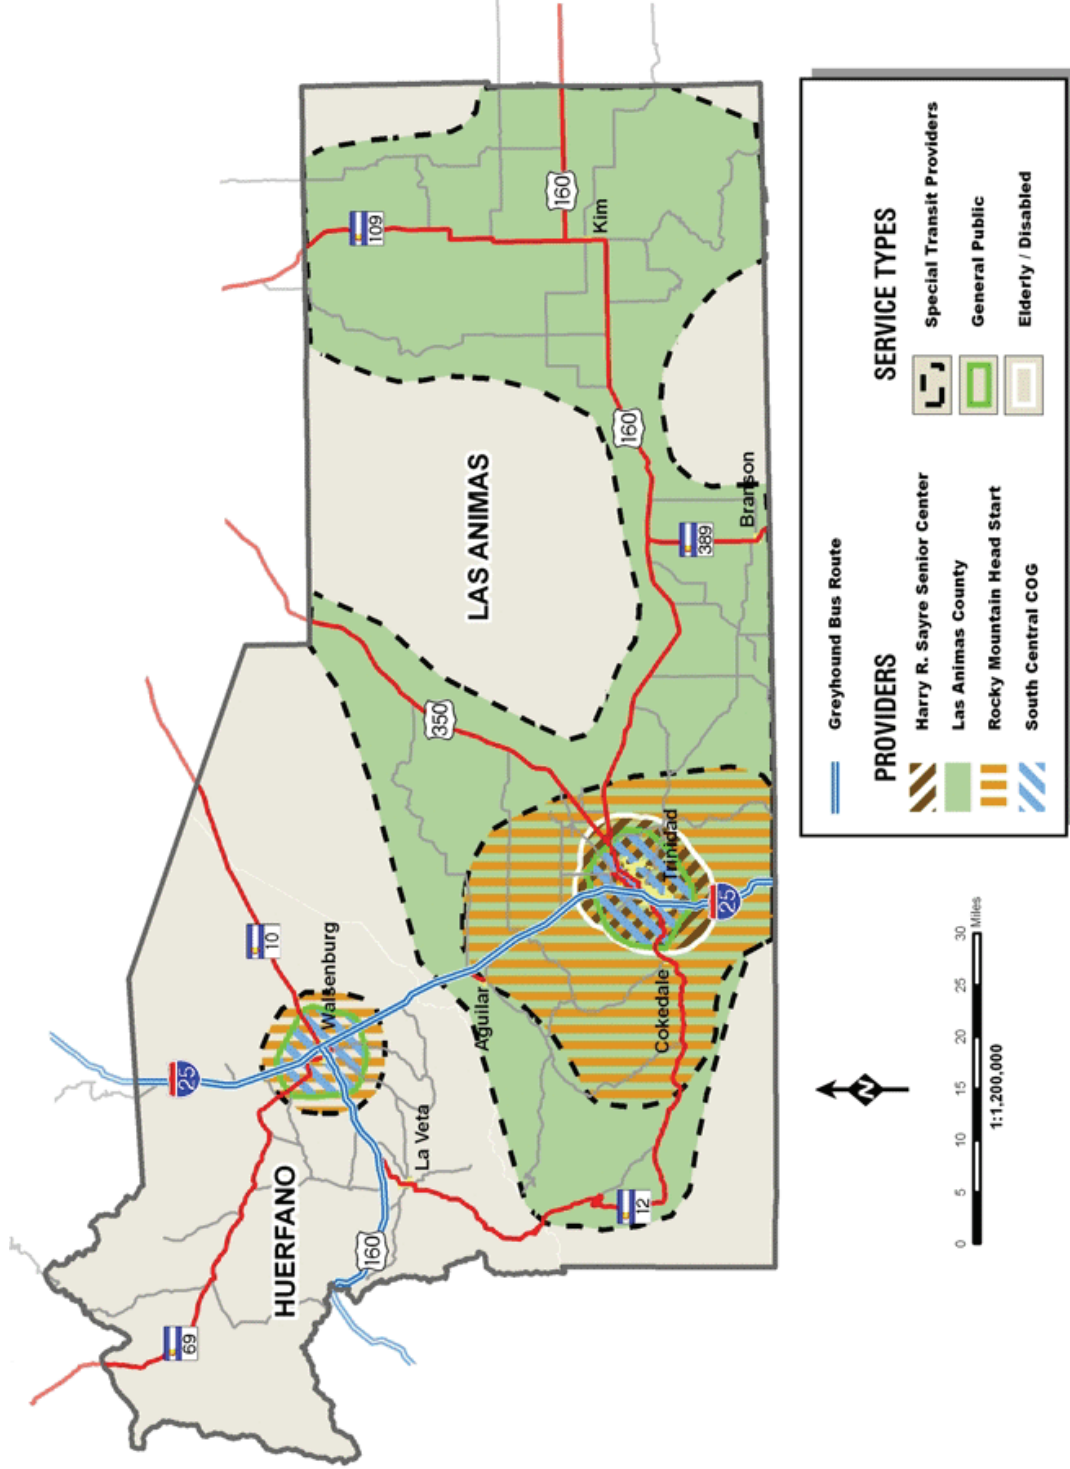 69
HUERFANO
160
25
10
Walsenburg
La Veta
12
Aguilar
Cokedale
Trinidad
25
350
LAS ANIMAS
160
389
Branson
109
160
Kim
N
0 5 10 15 20 25 30 Miles
1:1,200,000
Greyhound Bus Route
PROVIDERS
Harry R. Sayre Senior Center
Las Animas County
Rocky Mountain Head Start
South Central COG
SERVICE TYPES
Special Transit Providers
General Public
Elderly / Disabled